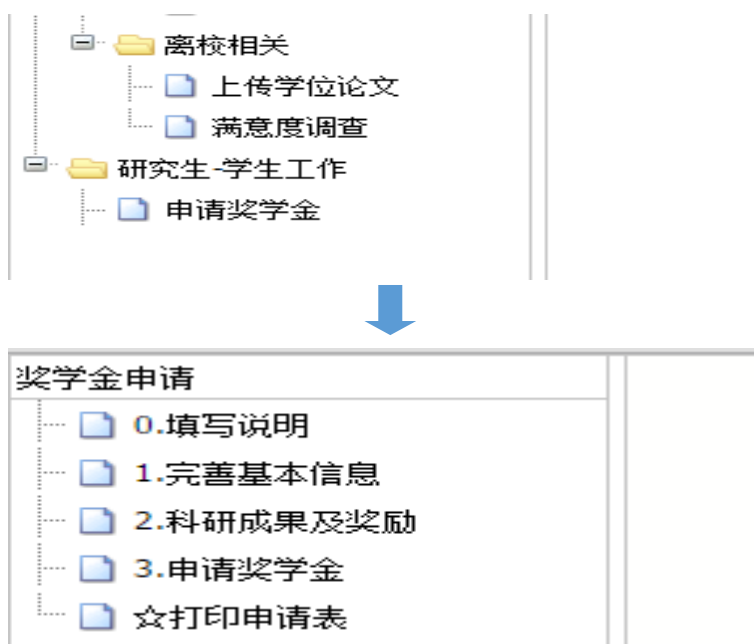 离校相关
上传学位论文
满意度调查
研究生-学生工作
申请奖学金
奖学金申请
0.填写说明
1.完善基本信息
2.科研成果及奖励
3.申请奖学金
☆打印申请表